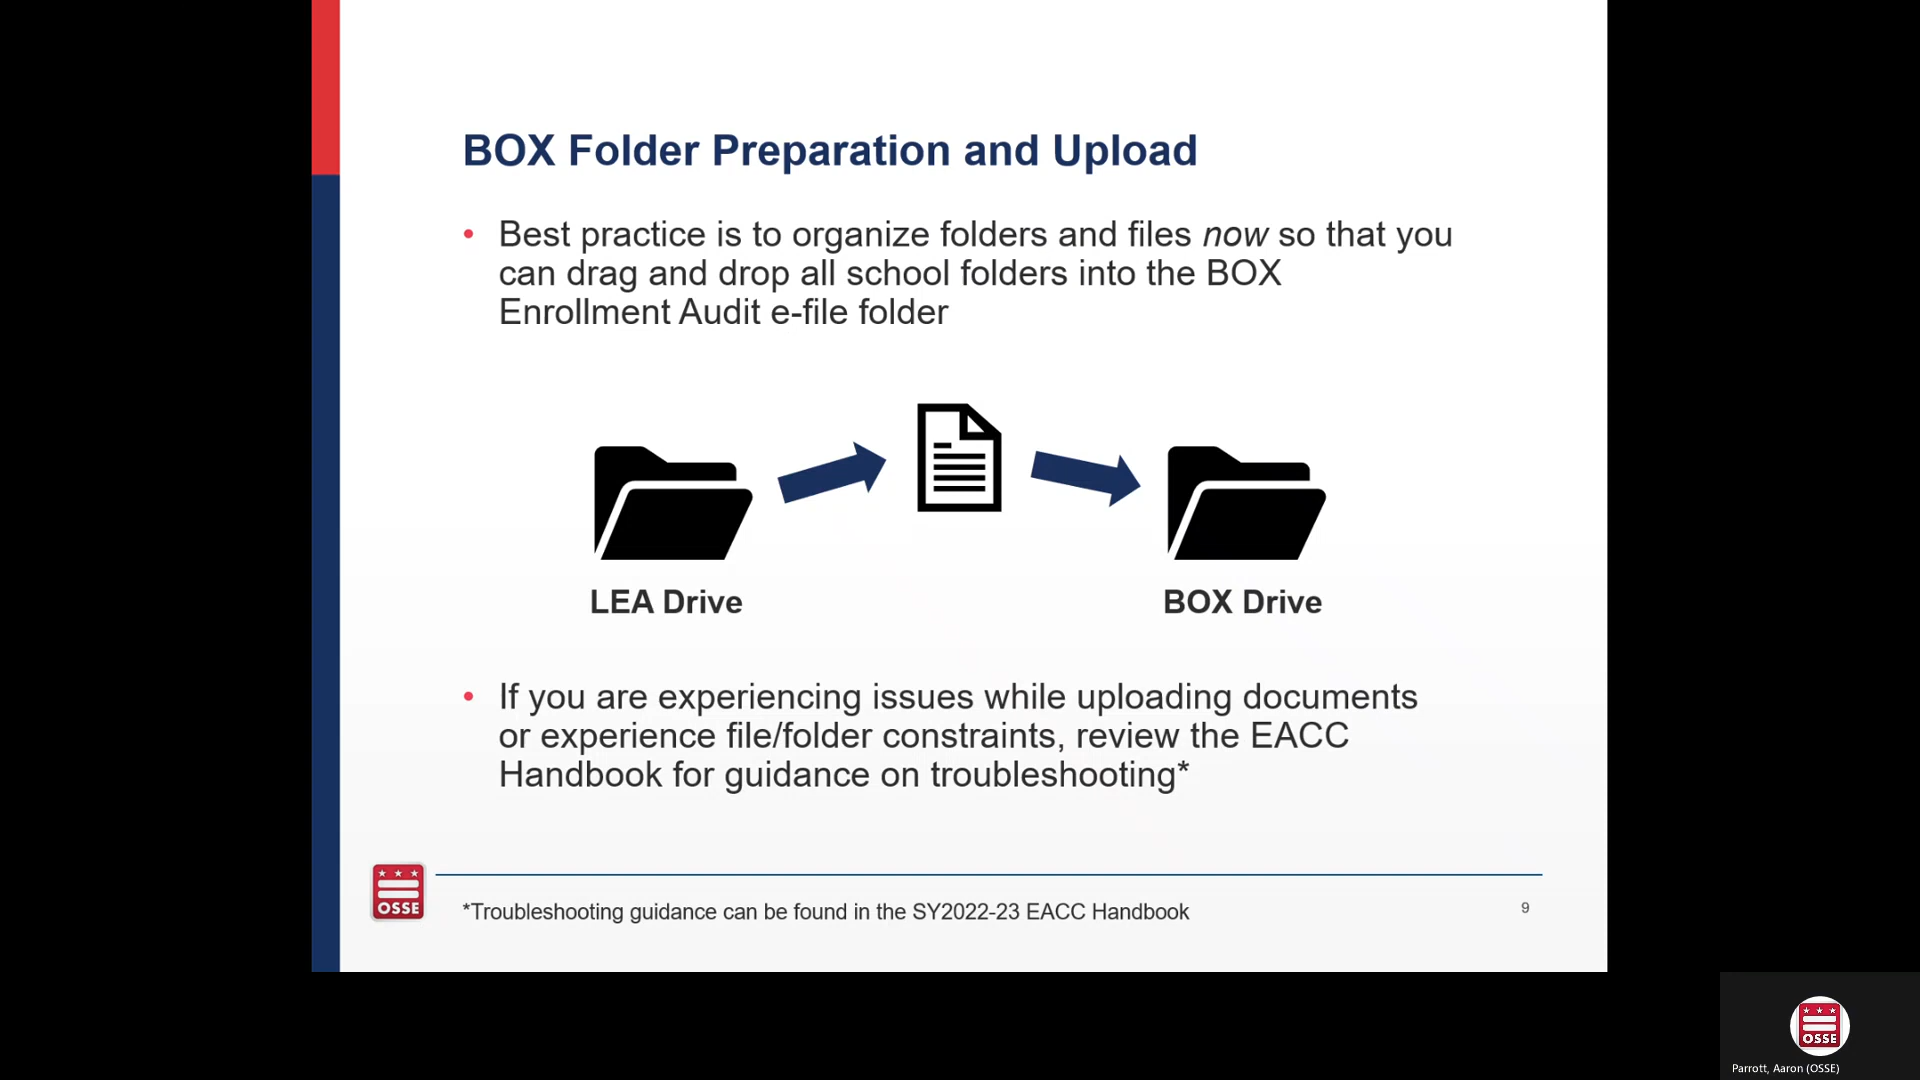 BOX Folder Preparation and Upload
• Best practice is to organize folders and files now so that you
can drag and drop all school folders into the BOX
Enrollment Audit e-file folder
LEA Drive
BOX Drive
• If you are experiencing issues while uploading documents
or experience file/folder constraints, review the EACC
Handbook for guidance on troubleshooting*
OSSE
*Troubleshooting guidance can be found in the SY2022-23 EACC Handbook
9
OSSE
Parrott, Aaron (OSSE)